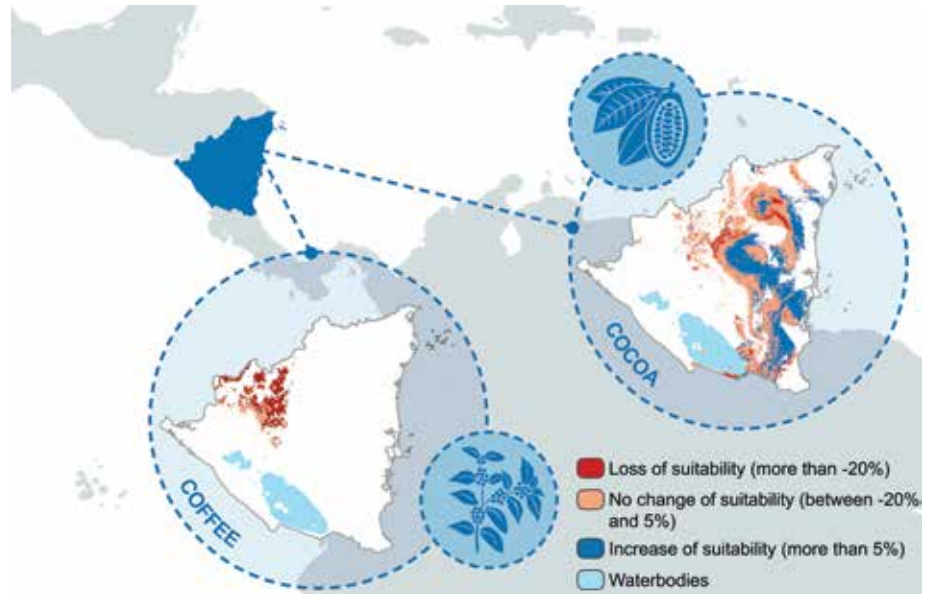 COCOA
COFFEE
Loss of suitability (more than -20%)
No change of suitability (between -20%
and 5%)
Increase of suitability (more than 5%)
Waterbodies